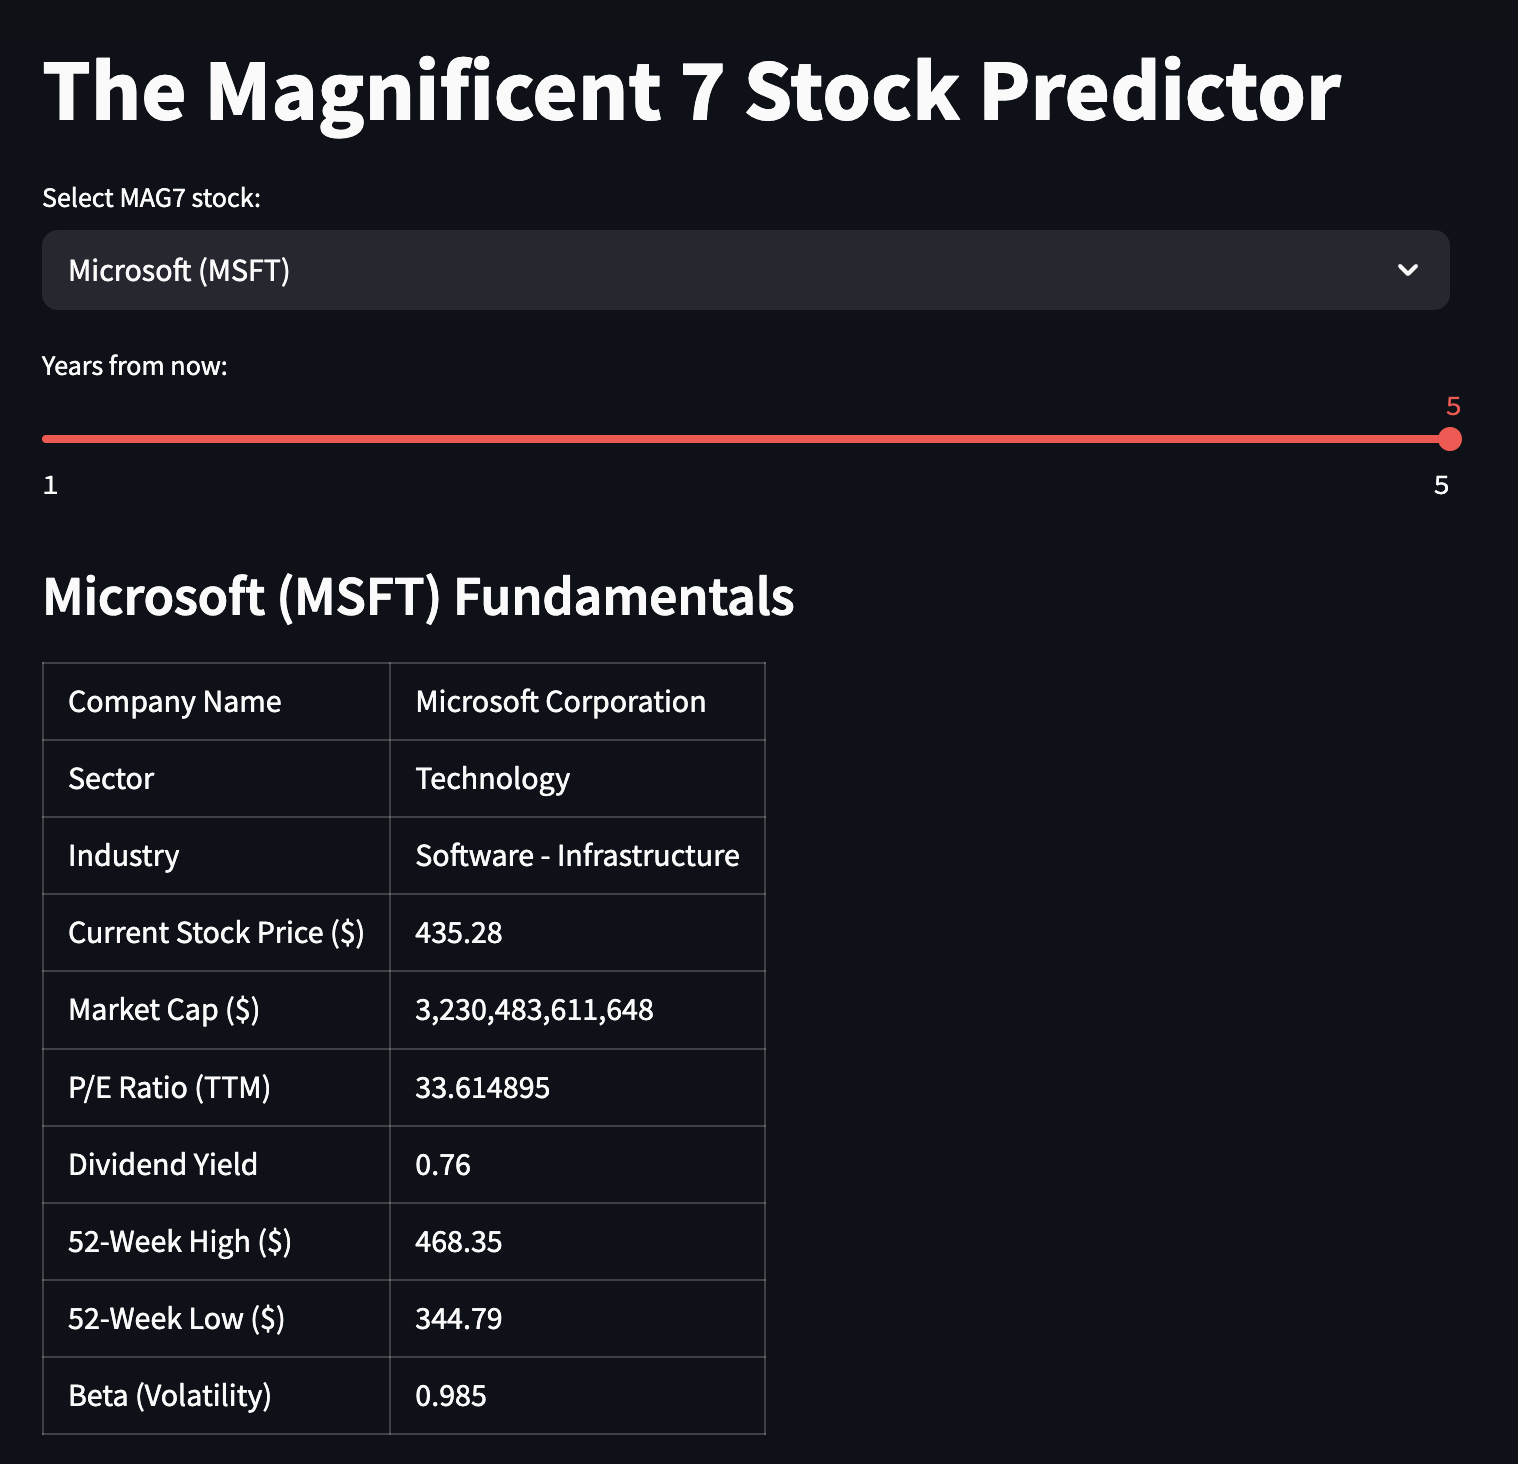 The Magnificent 7 Stock Predictor
Select MAG7 stock:
Microsoft (MSFT)
Years from now:
5
1 5
Microsoft (MSFT) Fundamentals
Company Name Microsoft Corporation
Sector Technology
Industry Software - Infrastructure
Current Stock Price ($) 435.28
Market Cap ($) 3,230,483,611,648
P/E Ratio (TTM) 33.614895
Dividend Yield 0.76
52-Week High ($) 468.35
52-Week Low ($) 344.79
Beta (Volatility) 0.985